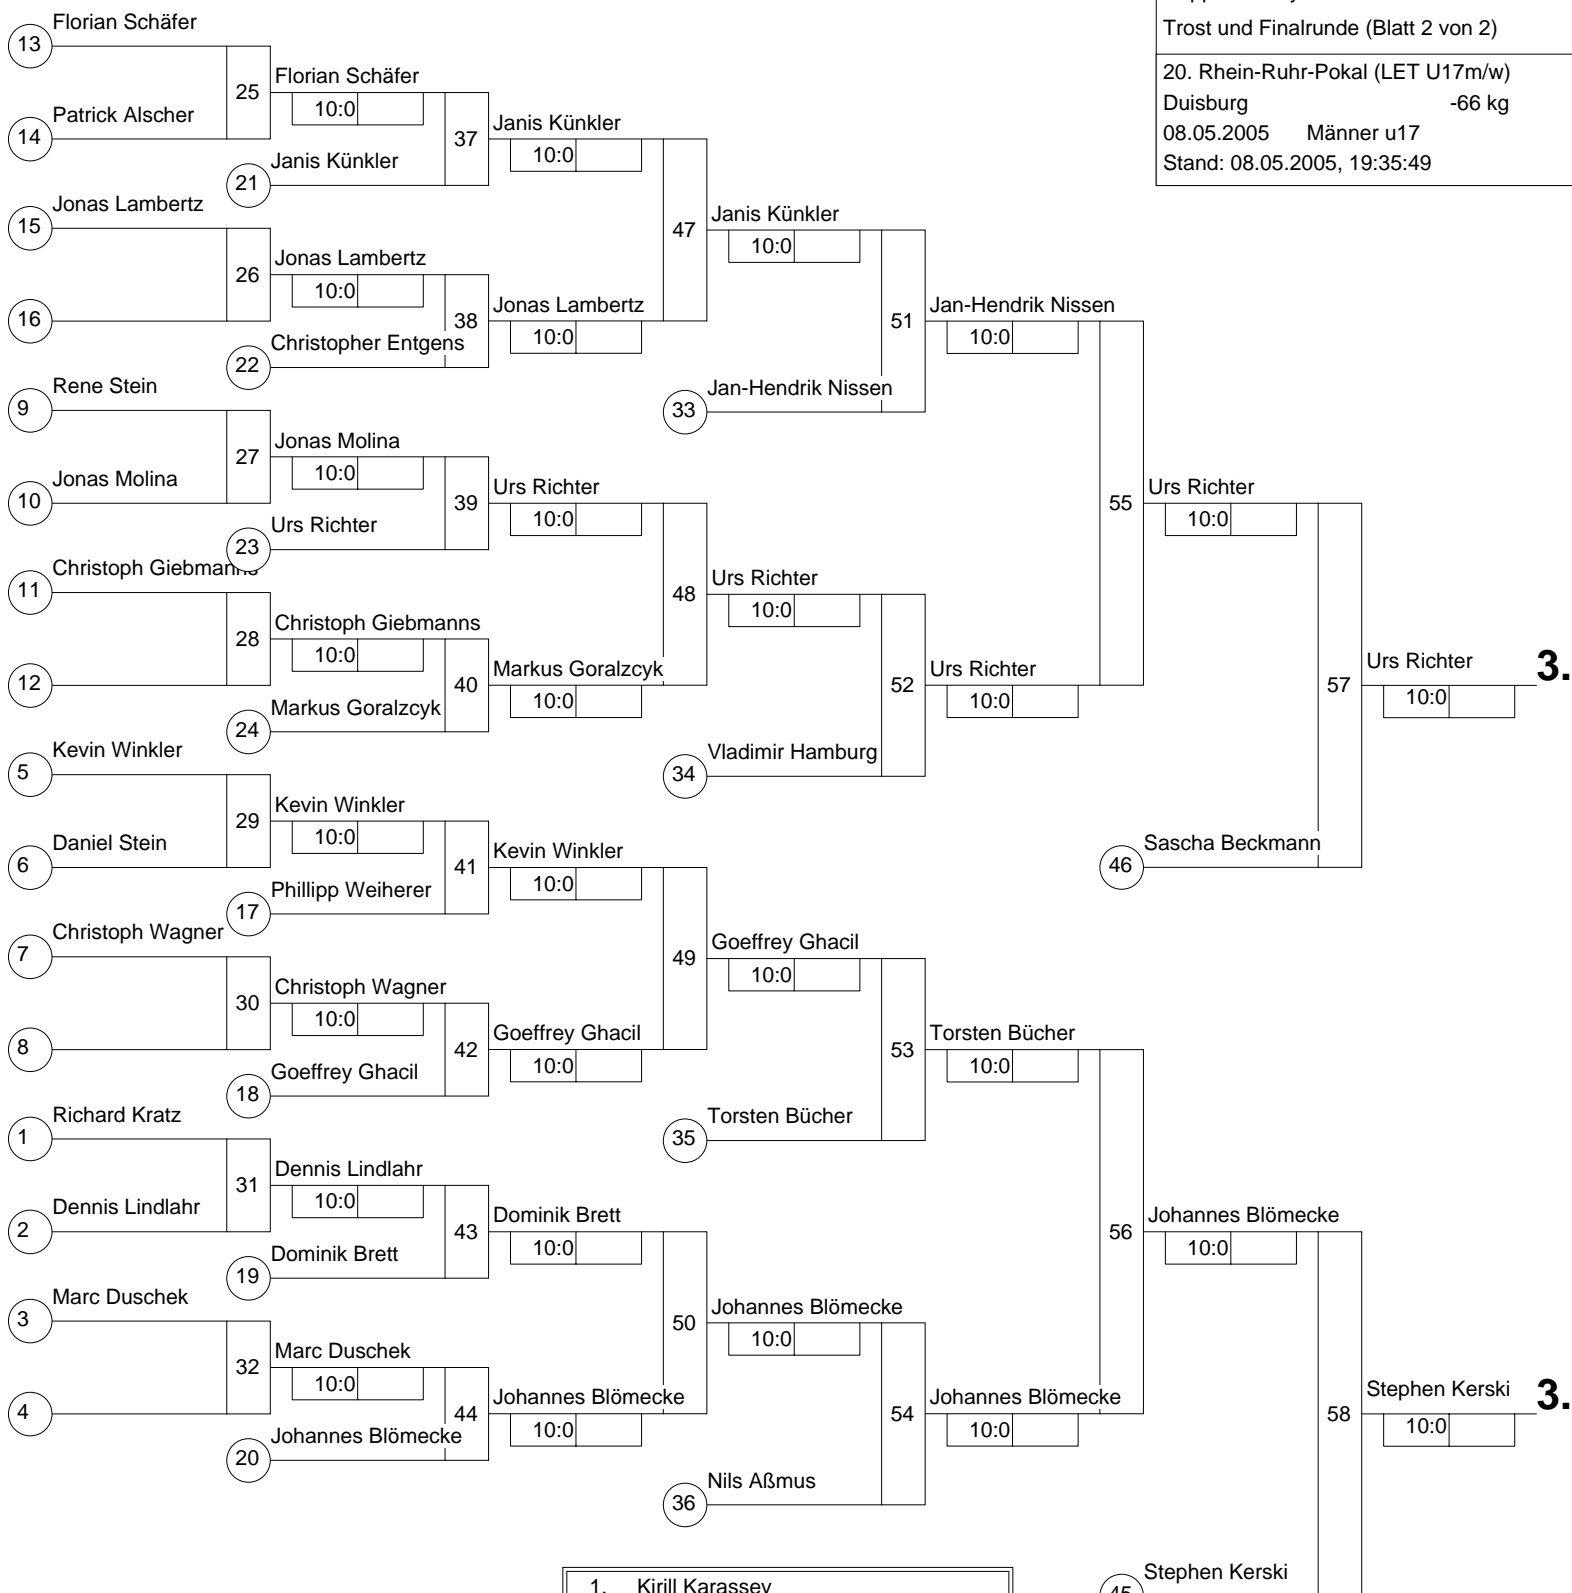 Trost und Finalrunde (Blatt 2 von 2)
20. Rhein-Ruhr-Pokal (LET U17m/w)
Duisburg -66 kg
08.05.2005 Männer u17
Stand: 08.05.2005, 19:35:49
13 Florian Schäfer
14 Patrick Alscher
25 Florian Schäfer
10:0
21 Janis Künkler
37 Janis Künkler
10:0
15 Jonas Lambertz
16
26 Jonas Lambertz
10:0
22 Christopher Entgens
38 Jonas Lambertz
10:0
47 Janis Künkler
10:0
33 Jan-Hendrik Nissen
51 Jan-Hendrik Nissen
10:0
9 Rene Stein
10 Jonas Molina
27 Jonas Molina
10:0
23 Urs Richter
39 Urs Richter
10:0
11 Christoph Giebmanns
12
28 Christoph Giebmanns
10:0
24 Markus Goralzcyk
40 Markus Goralzcyk
10:0
48 Urs Richter
10:0
34 Vladimir Hamburg
52 Urs Richter
10:0
55 Urs Richter
10:0
46 Sascha Beckmann
57 Urs Richter 3.
10:0
5 Kevin Winkler
6 Daniel Stein
29 Kevin Winkler
10:0
17 Phillipp Weiherer
41 Kevin Winkler
10:0
7 Christoph Wagner
8
30 Christoph Wagner
10:0
18 Goeffrey Ghacil
42 Goeffrey Ghacil
10:0
49 Goeffrey Ghacil
10:0
35 Torsten Bücher
53 Torsten Bücher
10:0
1 Richard Kratz
2 Dennis Lindlahr
31 Dennis Lindlahr
10:0
19 Dominik Brett
43 Dominik Brett
10:0
3 Marc Duschek
4
32 Marc Duschek
10:0
20 Johannes Blömecke
44 Johannes Blömecke
10:0
50 Johannes Blömecke
10:0
36 Nils Aßmus
54 Johannes Blömecke
10:0
56 Johannes Blömecke
10:0
45 Stephen Kerski
58 Stephen Kerski 3.
10:0
1. Kirill Karassev